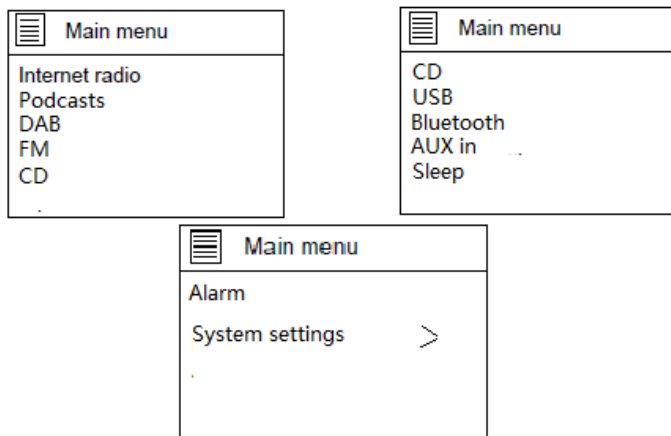 Main menu
Internet radio
Podcasts
DAB
FM
CD
Main menu
CD
USB
Bluetooth
AUX in
Sleep
Main menu
Alarm
System settings >